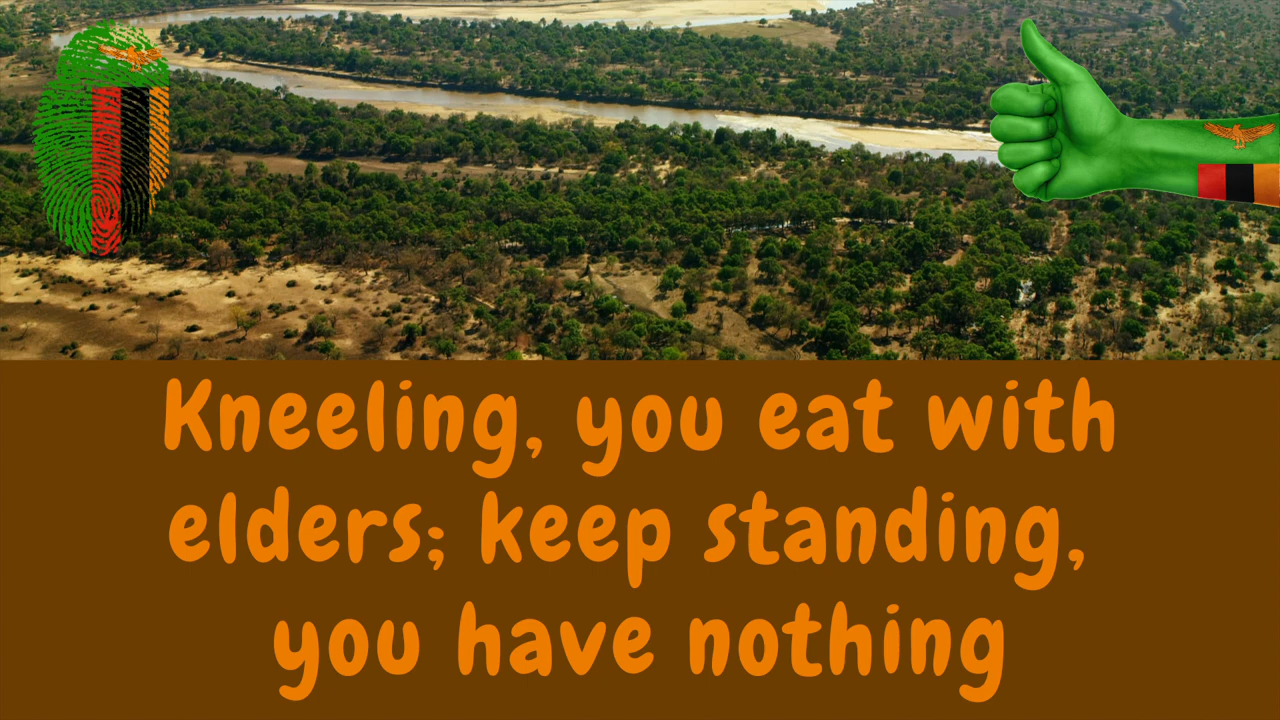 Kneeling, you eat with
elders; keep standing,
you have nothing